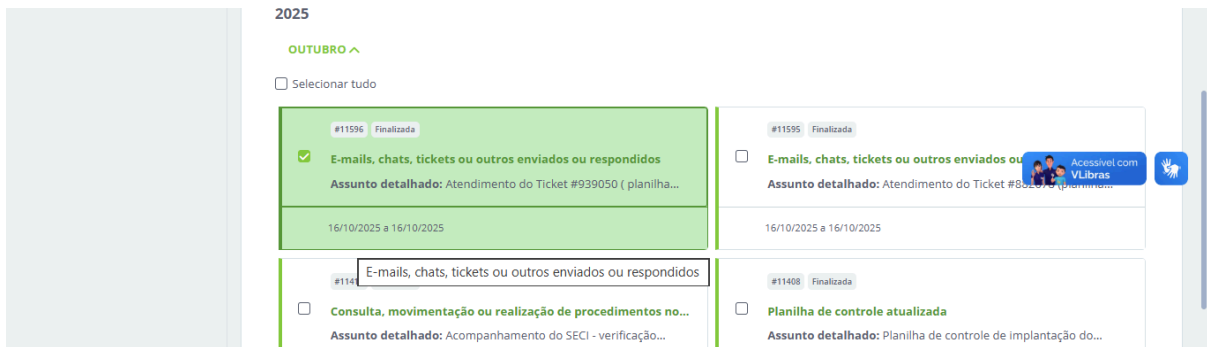 2025
OUTUBRO
Selecionar tudo
#11596 Finalizada
E-mails, chats, tickets ou outros enviados ou respondidos
Assunto detalhado: Atendimento do Ticket #939050 ( planilha...
16/10/2025 a 16/10/2025
#11595 Finalizada
E-mails, chats, tickets ou outros enviados ou
Assunto detalhado: Atendimento do Ticket
16/10/2025 a 16/10/2025
Acessível com
VLibras
E-mails, chats, tickets ou outros enviados ou respondidos
Consulta, movimentação ou realização de procedimentos no...
Assunto detalhado: Acompanhamento do SECI - verificação...
#11408 Finalizada
Planilha de controle atualizada
Assunto detalhado: Planilha de controle de implantação do...